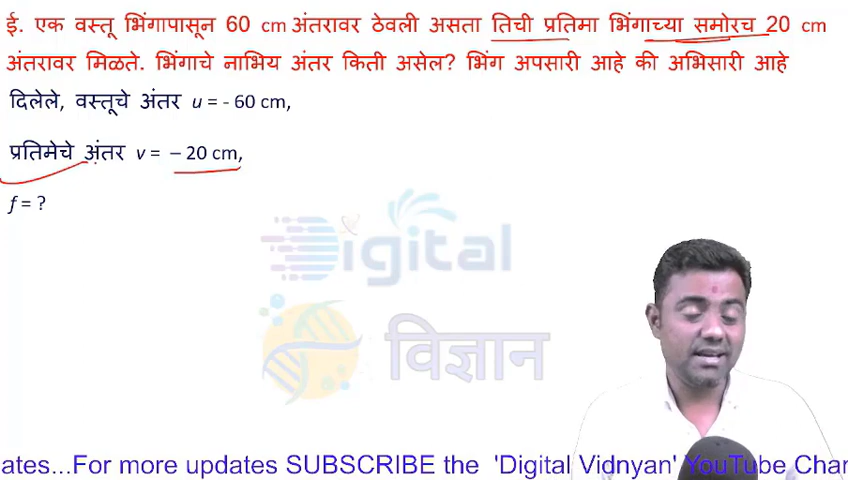 ई. एक वस्तू भिंगापासून 60 cm अंतरावर ठेवली असता तिची प्रतिमा भिंगाच्या समोरच 20 cm
अंतरावर मिळते. भिंगाचे नाभिय अंतर किती असेल? भिंग अपसारी आहे की अभिसारी आहे
दिलेले, वस्तूचे अंतर u = - 60 cm,
प्रतिमेचे अंतर v = – 20 cm,
f = ?
Digital
विज्ञान
ates...For more updates SUBSCRIBE the 'Digital Vidnyan' YouTube Char